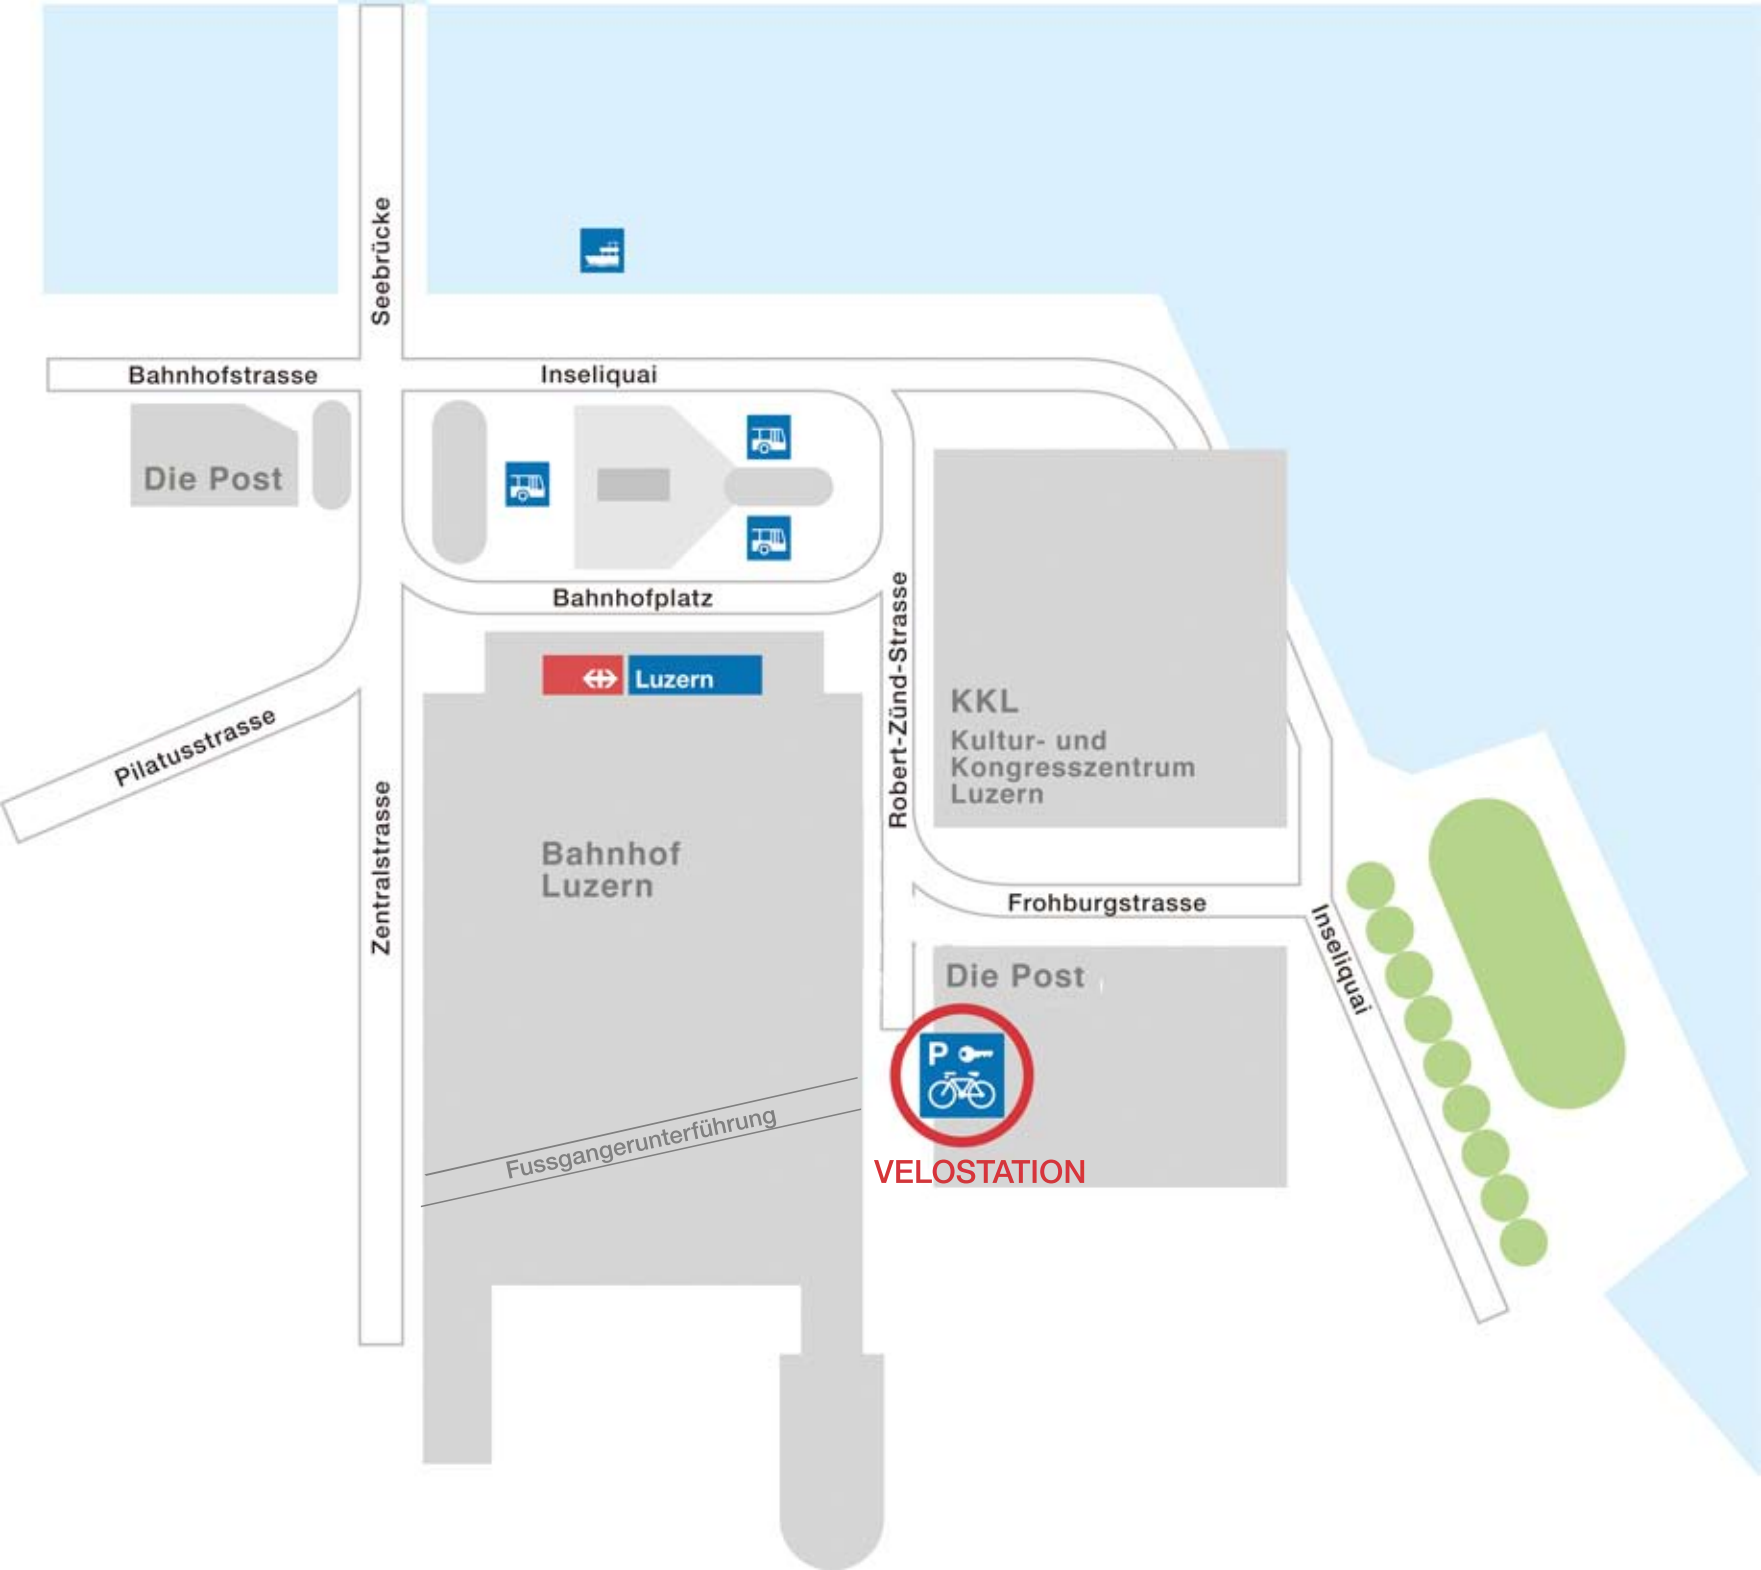 Seebrücke
Bahnhofstrasse
Inseliquai
Die Post
Bahnhofplatz
Robert-Zünd-Strasse
Luzern
KKL
Kultur- und
Kongresszentrum
Luzern
Pilatusstrasse
Zentralstrasse
Bahnhof
Luzern
Frohburgstrasse
Inseliquai
Die Post
P
Fussgangerunterführung
VELOSTATION